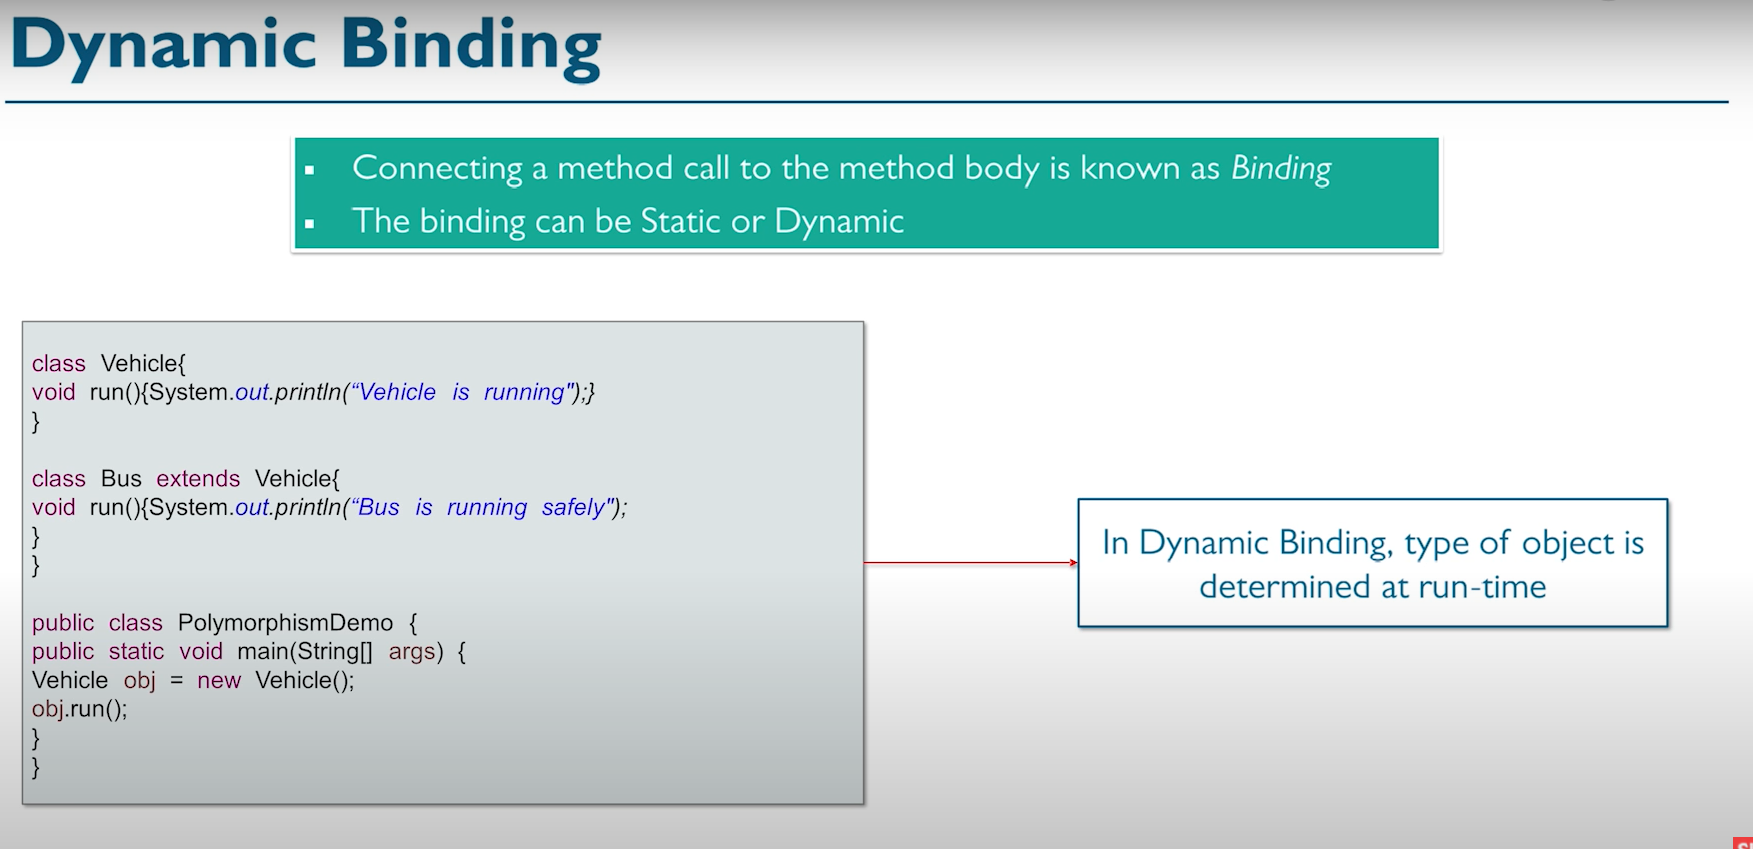 Dynamic Binding
▪ Connecting a method call to the method body is known as Binding
▪ The binding can be Static or Dynamic
class Vehicle{
void run(){System.out.println(“Vehicle is running");}
}
class Bus extends Vehicle{
void run(){System.out.println(“Bus is running safely");
}
}
public class PolymorphismDemo {
public static void main(String[] args) {
Vehicle obj = new Vehicle();
obj.run();
}
}
In Dynamic Binding, type of object is
determined at run-time